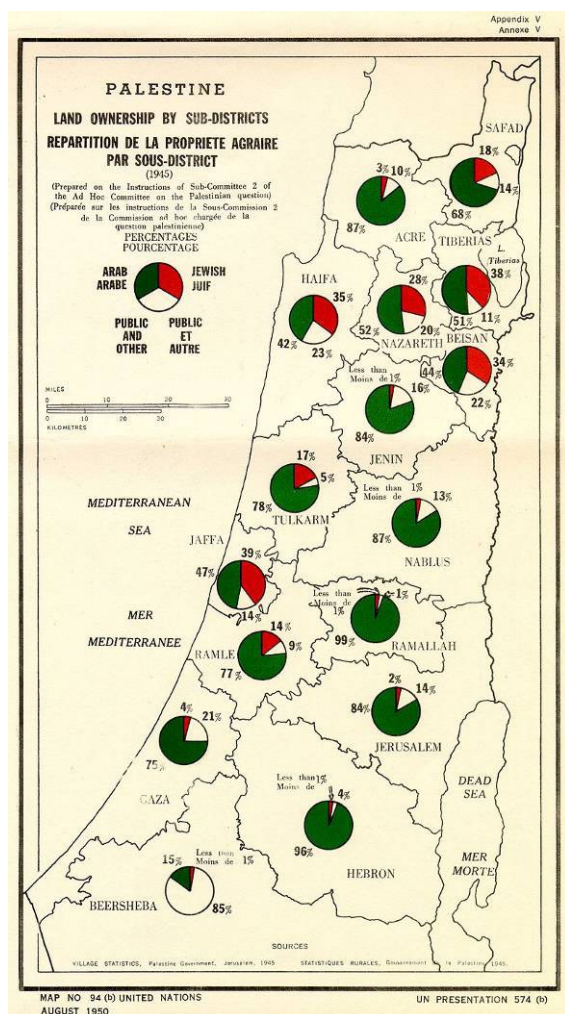 Appendix V
Annexe V
PALESTINE
LAND OWNERSHIP BY SUB-DISTRICTS
REPARTITION DE LA PROPRIETE AGRAIRE
PAR SOUS-DISTRICT
(1945)
(Prepared on the Instructions of Sub-Committee 2 of
the Ad Hoc Committee on the Palestinian question)
(Préparée sur les instructions de la Sous-Commission 2
de la Commission ad hoc chargée de la
question palestinienne)
PERCENTAGES
POURCENTAGE
ARAB
ARABE
JEWISH
JUIF
PUBLIC
AND
OTHER
PUBLIC
ET
AUTRE
SAFAD
18%
14%
68%
3%
10%
87%
ACRE
TIBERIAS
L.
Tiberias
38%
11%
51%
HAIFA
35%
42%
23%
28%
52%
20%
NAZARETH
BEISAN
34%
44%
22%
MILES
10
0
10
20
30
KILOMETRES
Less than
Moins de 1%
16%
84%
JENIN
17%
5%
78%
TULKARM
Less than
Moins de 1%
13%
87%
NABLUS
MEDITERRANEAN
SEA
MER
MEDITERRANEE
JAFFA
39%
47%
14%
Less than
Moins de
1%
1%
99%
RAMALLAH
14%
9%
RAMLE
77%
2%
14%
84%
JERUSALEM
4%
21%
75%
GAZA
Less than
Moins de 1%
4%
96%
HEBRON
DEAD
SEA
MER
MORTE
15%
Less than
Moins de 1%
BEERSHEBA
85%
SOURCES
VILLAGE STATISTICS, Palestine Government, Jerusalem, 1945
STATISTIQUES RURALES, Gouvernement de la Palestine, 1945.
MAP NO 94 (b) UNITED NATIONS
AUGUST 1950
UN PRESENTATION 574 (b)